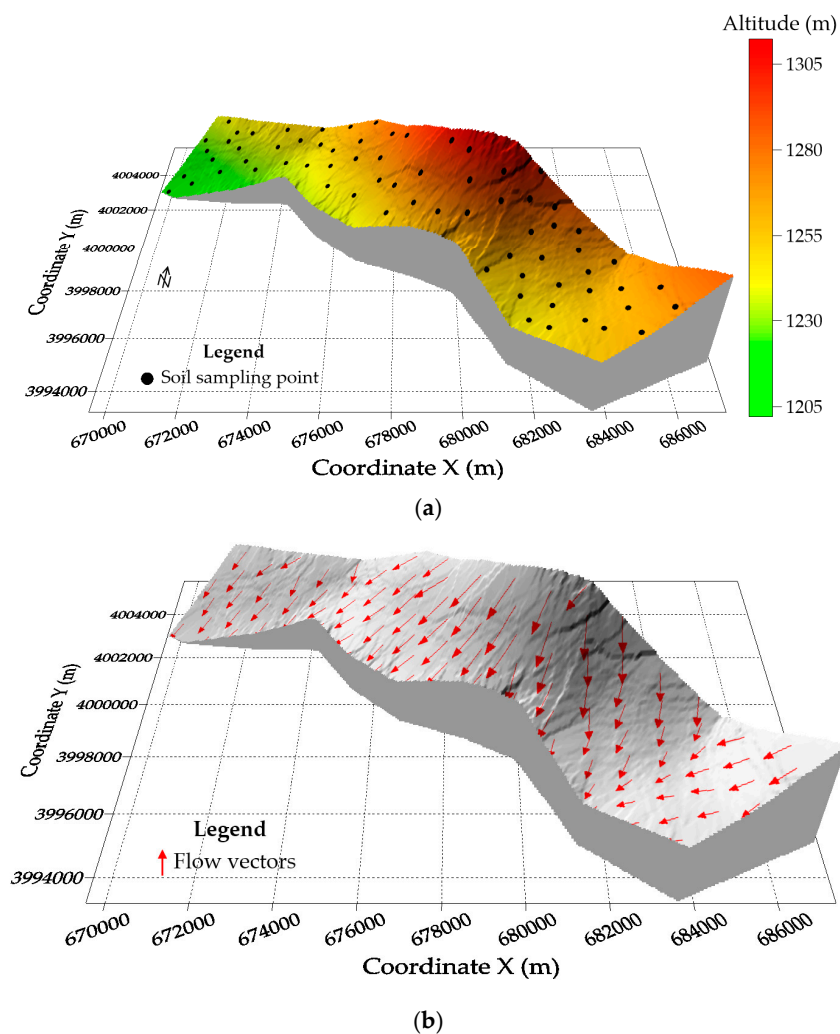 Altitude (m)
1305
1280
1255
1230
1205
4004000
4002000
4000000
3998000
3996000
3994000
Coordinate Y (m)
N
Legend
Soil sampling point
670000
672000
674000
676000
678000
680000
682000
684000
686000
Coordinate X (m)
(a)
4004000
4002000
4000000
3998000
3996000
3994000
Coordinate Y (m)
Legend
Flow vectors
670000
672000
674000
676000
678000
680000
682000
684000
686000
Coordinate X (m)
(b)